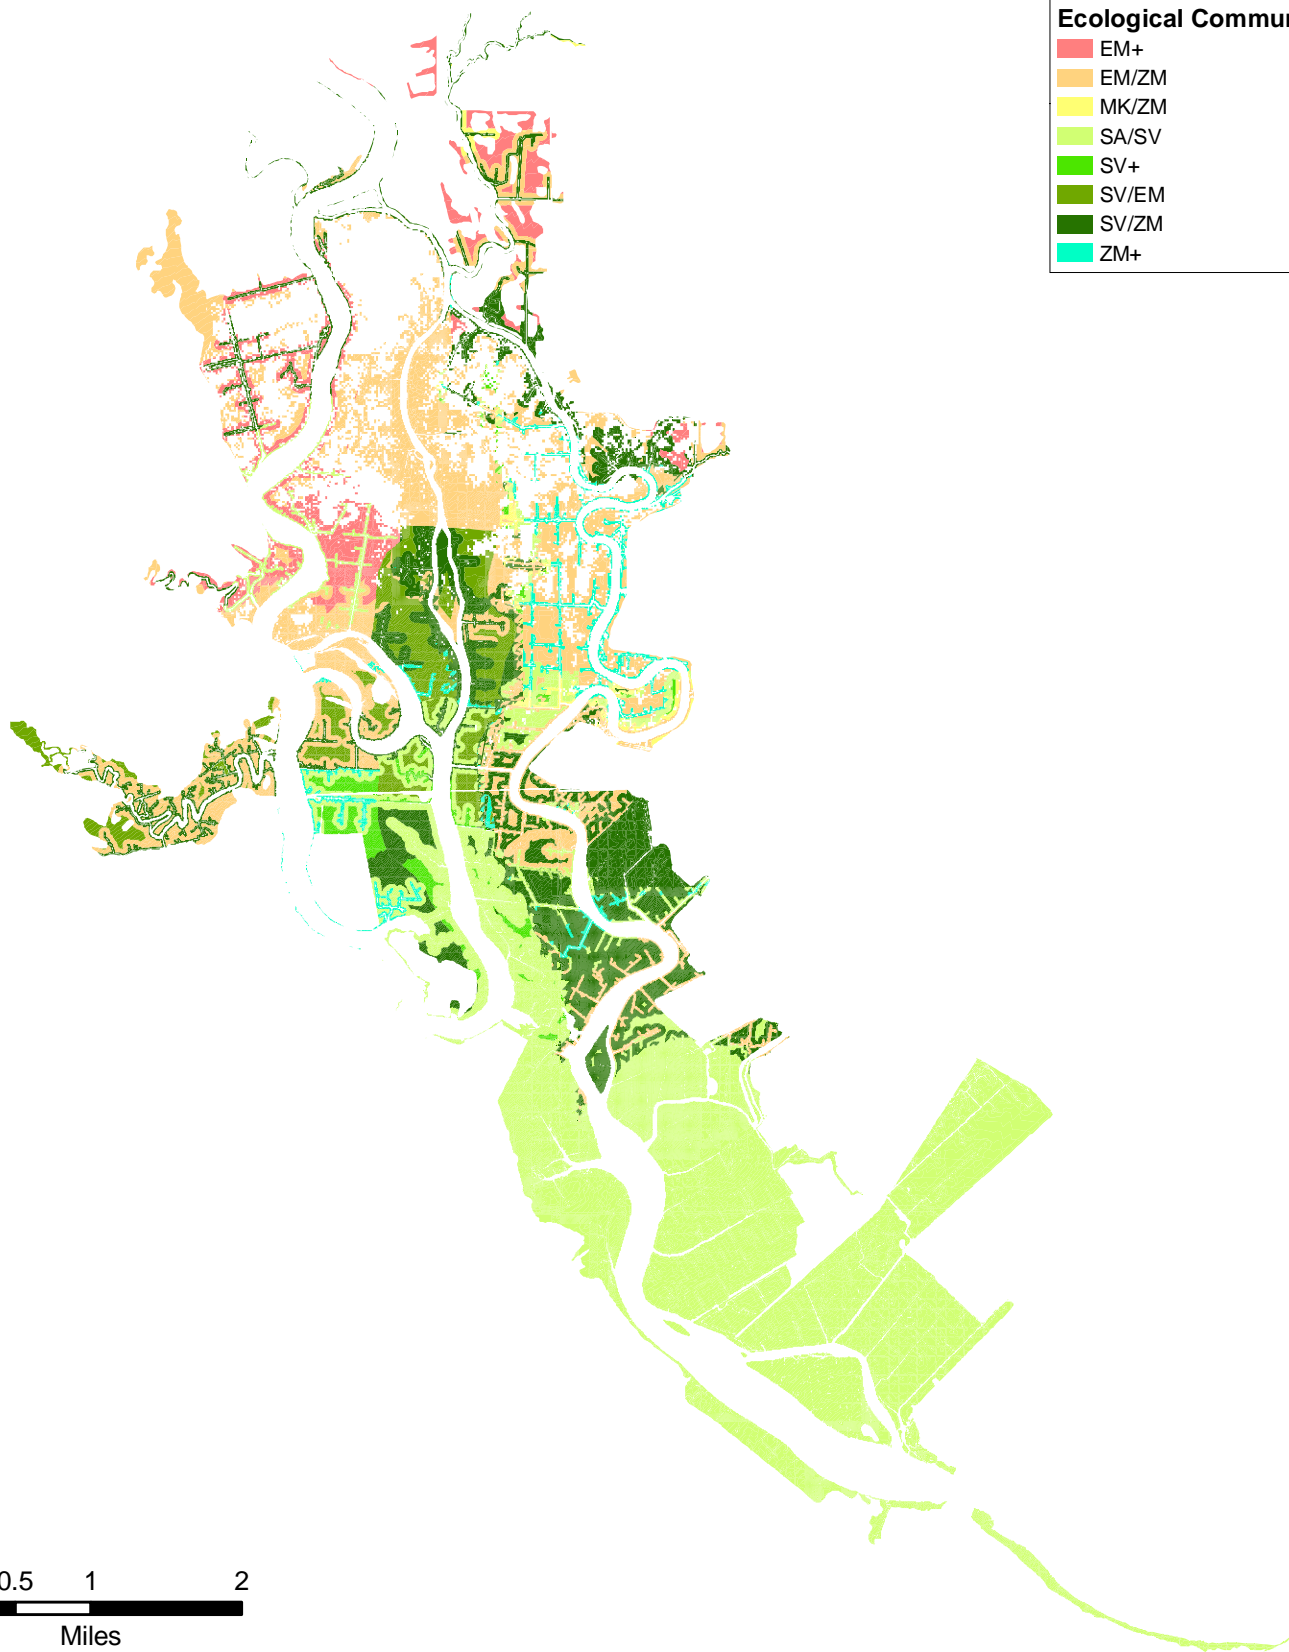 Ecological Commun
EM+
EM/ZM
MK/ZM
SA/SV
SV+
SV/EM
SV/ZM
ZM+
0.5 1 2
Miles